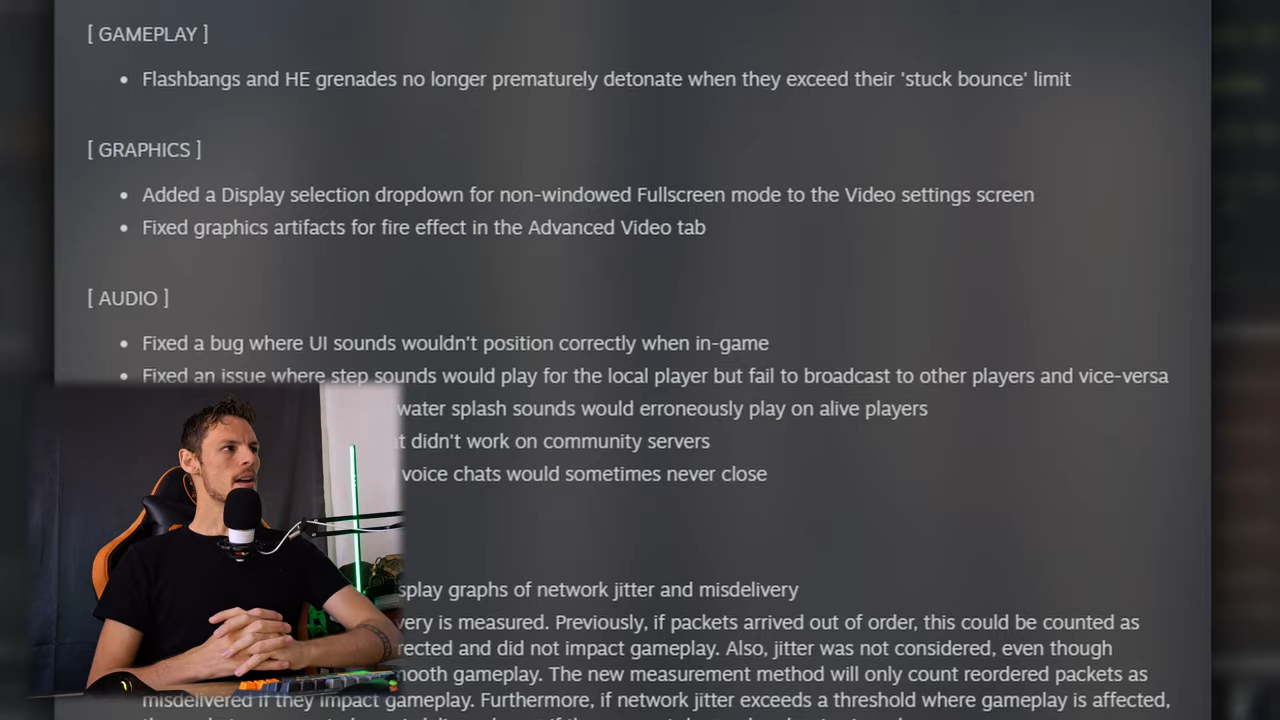 [ GAMEPLAY ]
• Flashbangs and HE grenades no longer prematurely detonate when they exceed their 'stuck bounce' limit
[ GRAPHICS ]
• Added a Display selection dropdown for non-windowed Fullscreen mode to the Video settings screen
• Fixed graphics artifacts for fire effect in the Advanced Video tab
[ AUDIO ]
• Fixed a bug where UI sounds wouldn't position correctly when in-game
• Fixed an issue where step sounds would play for the local player but fail to broadcast to other players and vice-versa
water splash sounds would erroneously play on alive players
didn't work on community servers
voice chats would sometimes never close
graphs of network jitter and misdelivery
is measured. Previously, if packets arrived out of order, this could be counted as
and did not impact gameplay. Also, jitter was not considered, even though
gameplay. The new measurement method will only count reordered packets as
misdelivered if they impact gameplay. Furthermore, if network jitter exceeds a threshold where gameplay is affected,